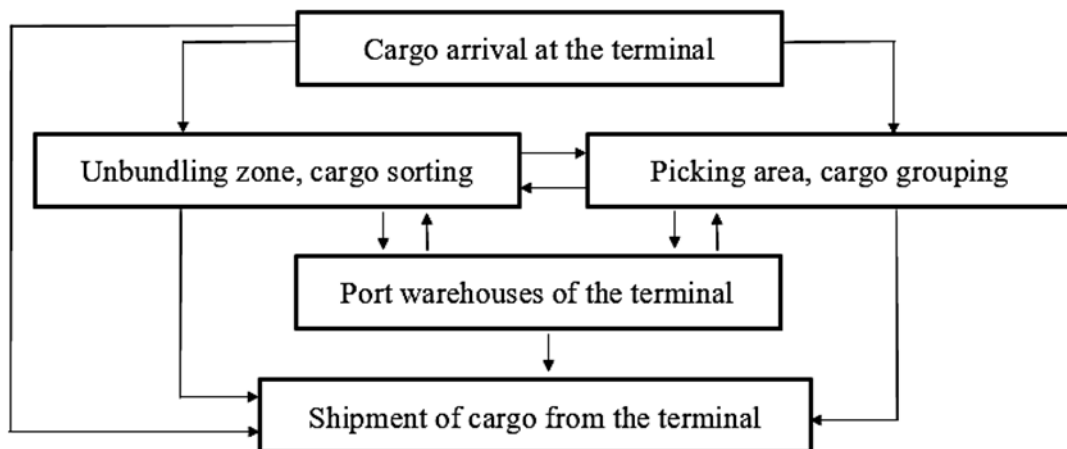 Cargo arrival at the terminal
Unbundling zone, cargo sorting
Picking area, cargo grouping
Port warehouses of the terminal
Shipment of cargo from the terminal